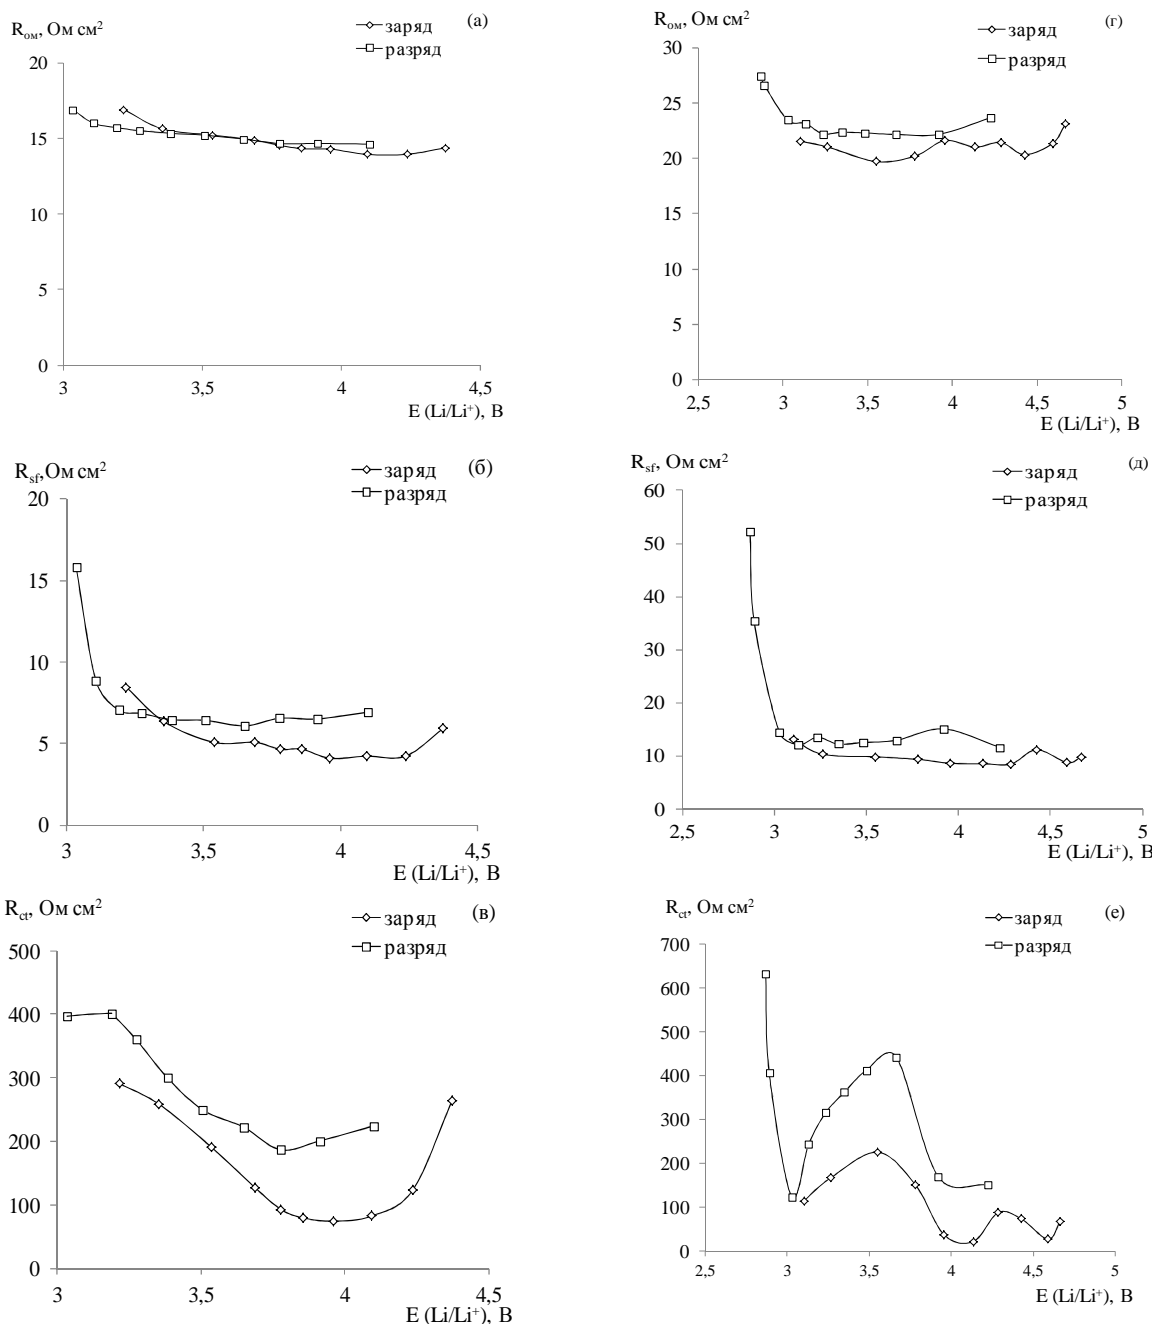 Rом, Ом см²
заряд
разряд
(а)
20
15
10
5
0
3
3,5
4
4,5
E (Li/Li⁺), В
Rом, Ом см²
заряд
разряд
(г)
30
25
20
15
10
5
0
2,5
3
3,5
4
4,5
5
E (Li/Li⁺), В
Rsf, Ом см²
заряд
разряд
(б)
20
15
10
5
0
3
3,5
4
4,5
E (Li/Li⁺), В
Rsf, Ом см²
заряд
разряд
(д)
60
50
40
30
20
10
0
2,5
3
3,5
4
4,5
5
E (Li/Li⁺), В
Rct, Ом см²
заряд
разряд
(в)
500
400
300
200
100
0
3
3,5
4
4,5
E (Li/Li⁺), В
Rct, Ом см²
заряд
разряд
(е)
700
600
500
400
300
200
100
0
2,5
3
3,5
4
4,5
5
E (Li/Li⁺), В